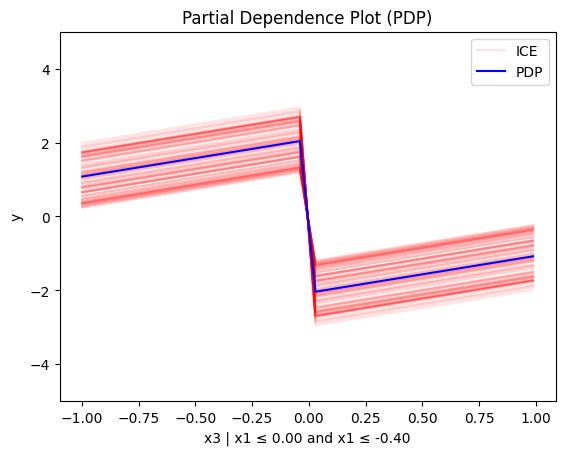 Partial Dependence Plot (PDP)
ICE
PDP
y
4
2
0
−2
−4
−1.00 −0.75 −0.50 −0.25 0.00 0.25 0.50 0.75 1.00
x3 | x1 ≤ 0.00 and x1 ≤ -0.40